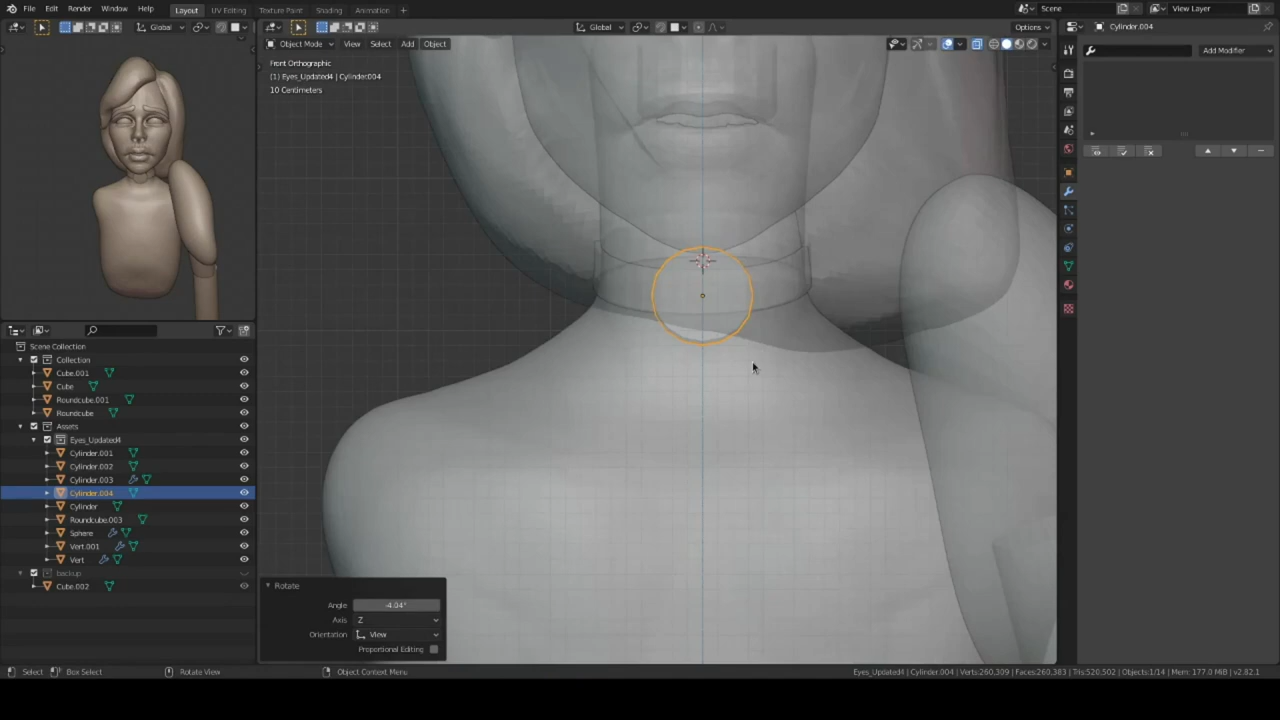 File Edit Render Window Help Layout UV Editing Texture Paint Shading Animation + Scene View Layer
Global Global Options Cylinder.004
Object Mode View Select Add Object Add Modifier
Front Orthographic
(1) Eyes_Updated4 | Cylinder.004
10 Centimeters
Scene Collection
Collection
Cube.001
Cube
Roundcube.001
Roundcube
Assets
Eyes_Updated4
Cylinder.001
Cylinder.002
Cylinder.003
Cylinder.004
Cylinder
Roundcube.003
Sphere
Vert.001
Vert
backup
Cube.002
Rotate
Angle -4.04°
Axis Z
Orientation View
Proportional Editing
Select Box Select Rotate View Object Context Menu Eyes_Updated4 | Cylinder.004 | Verts:260,309 | Faces:260,383 | Tris:520,502 | Objects:1/14 | Mem: 177.0 MiB | v2.82.1